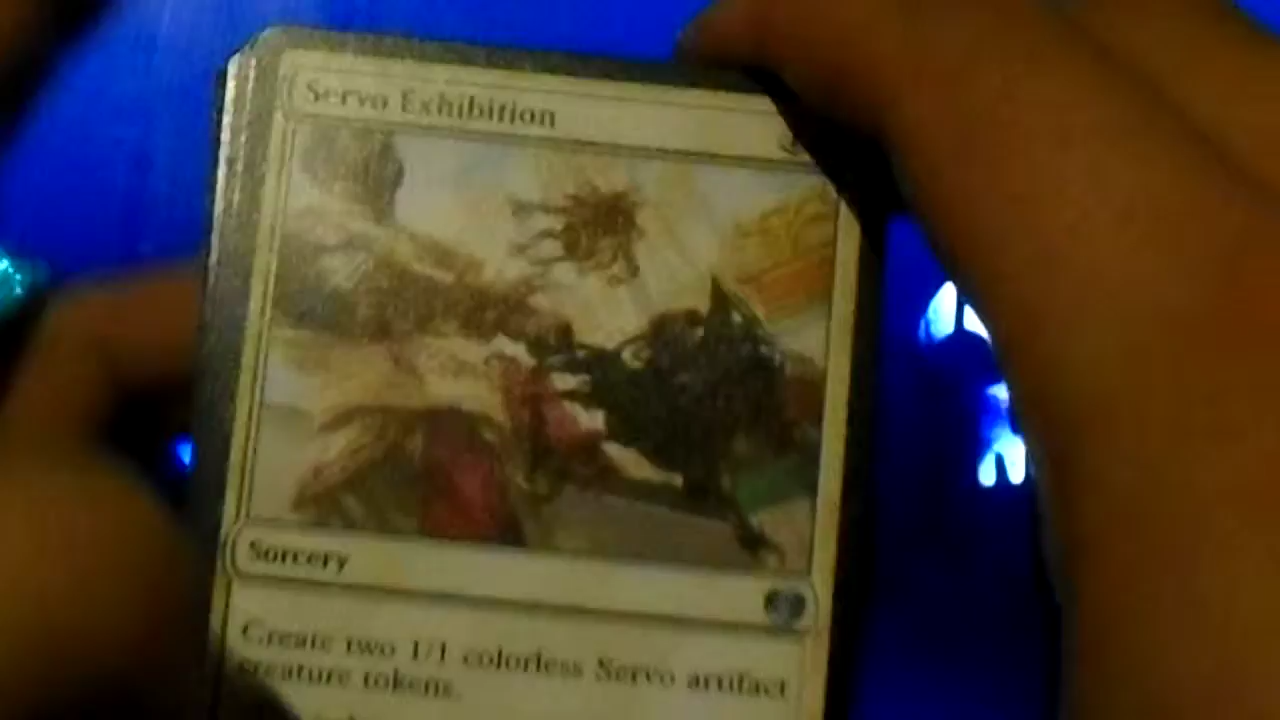 Servo Exhibition
Sorcery
Create two 1/1 colorless Servo artifact
creature tokens.